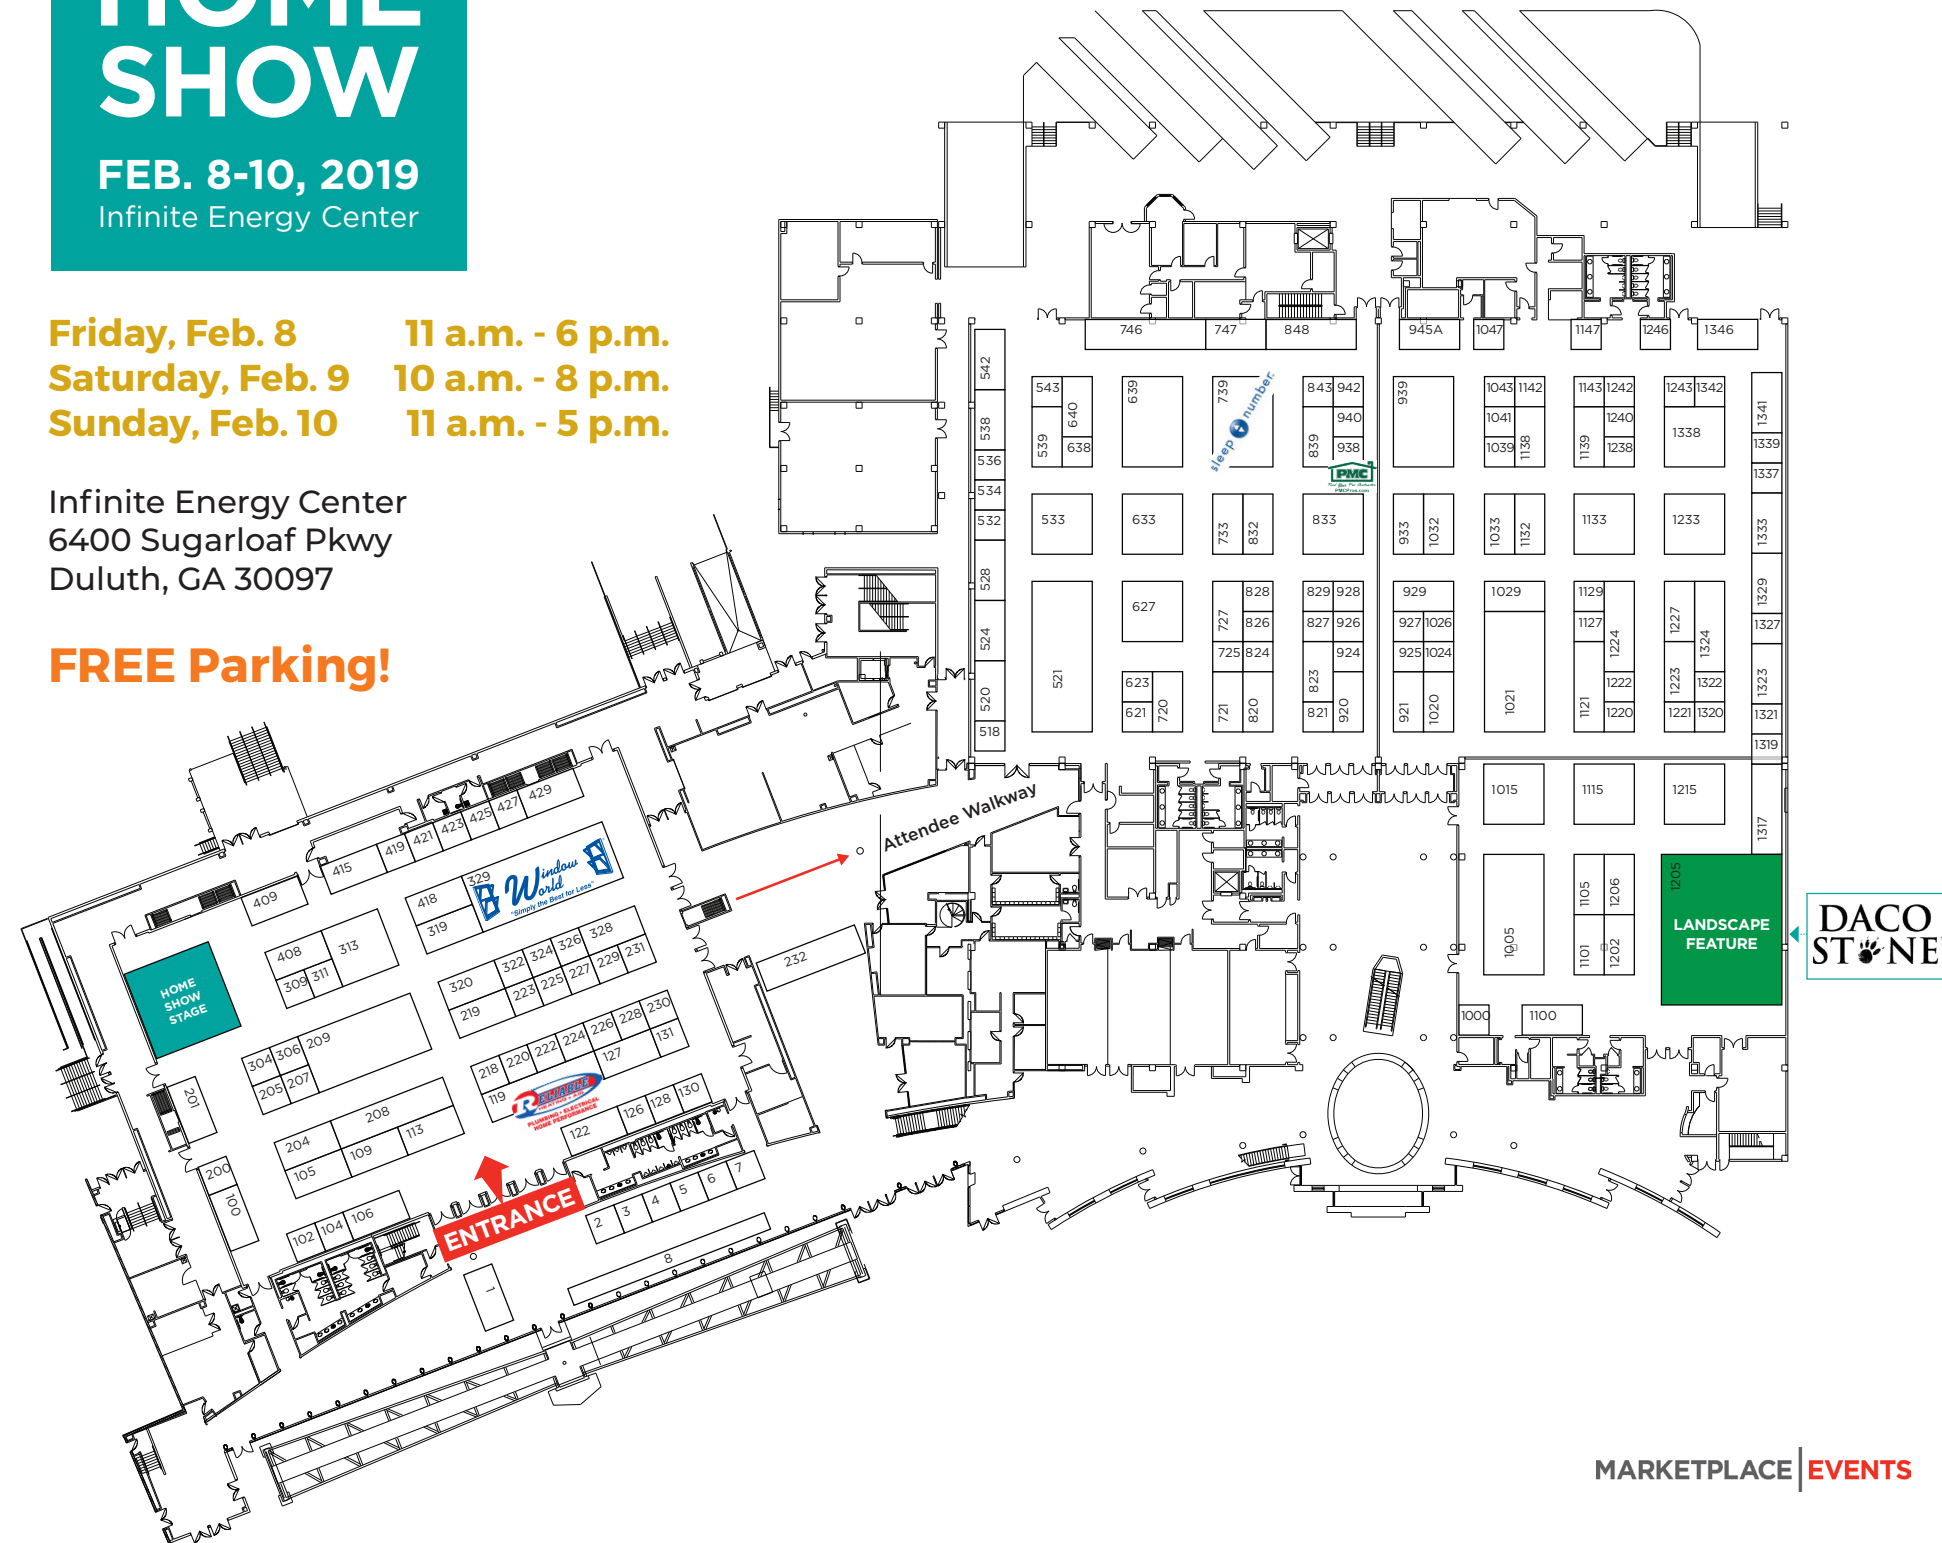 HOME
SHOW
FEB. 8-10, 2019
Infinite Energy Center
Friday, Feb. 8 11 a.m. - 6 p.m.
Saturday, Feb. 9 10 a.m. - 8 p.m.
Sunday, Feb. 10 11 a.m. - 5 p.m.
Infinite Energy Center
6400 Sugarloaf Pkwy
Duluth, GA 30097
FREE Parking!
746 747 848 945A 1047 1147 1246 1346
542 543 640 639 739 843 942 939 1043 1142 1143 1242 1243 1342 1341
sleep number.
538 539 638 839 940 938 1041 1039 1138 1139 1240 1238 1338 1339
536 1337
PMC
PMCPros.com
534
532 533 633 733 832 833 933 1032 1033 1132 1133 1233 1333
528 627 727 828 829 928 929 1029 1129 1227 1329
826 827 926 927 1026 1127 1224 1324 1327
524 725 824 924 925 1024
521 623 823 1222 1223 1322 1323
520 621 720 721 820 821 920 921 1020 1021 1121 1220 1221 1320 1321
518 1319
1015 1115 1215 1317
Attendee Walkway
1005 1105 1206 1205
1101 1202
LANDSCAPE
FEATURE
DACO
STONE
1000 1100
429
427
425
423
421
419
415
409
418 329
319
Window
World
"Simply the Best for Less"
408 313
309 311
HOME
SHOW
STAGE
320 322 324 326 328
219 223 225 227 229 231
232
304 306 209
205 207
218 220 222 224 226 228 230
119 127 131
RELIABLE
HEATING & AIR
PLUMBING • ELECTRICAL
HOME PERFORMANCE
201
204 208
105 109 113
122 126 128 130
200
100
102 104 106
ENTRANCE
2 3 4 5 6 7
8
1
MARKETPLACE EVENTS